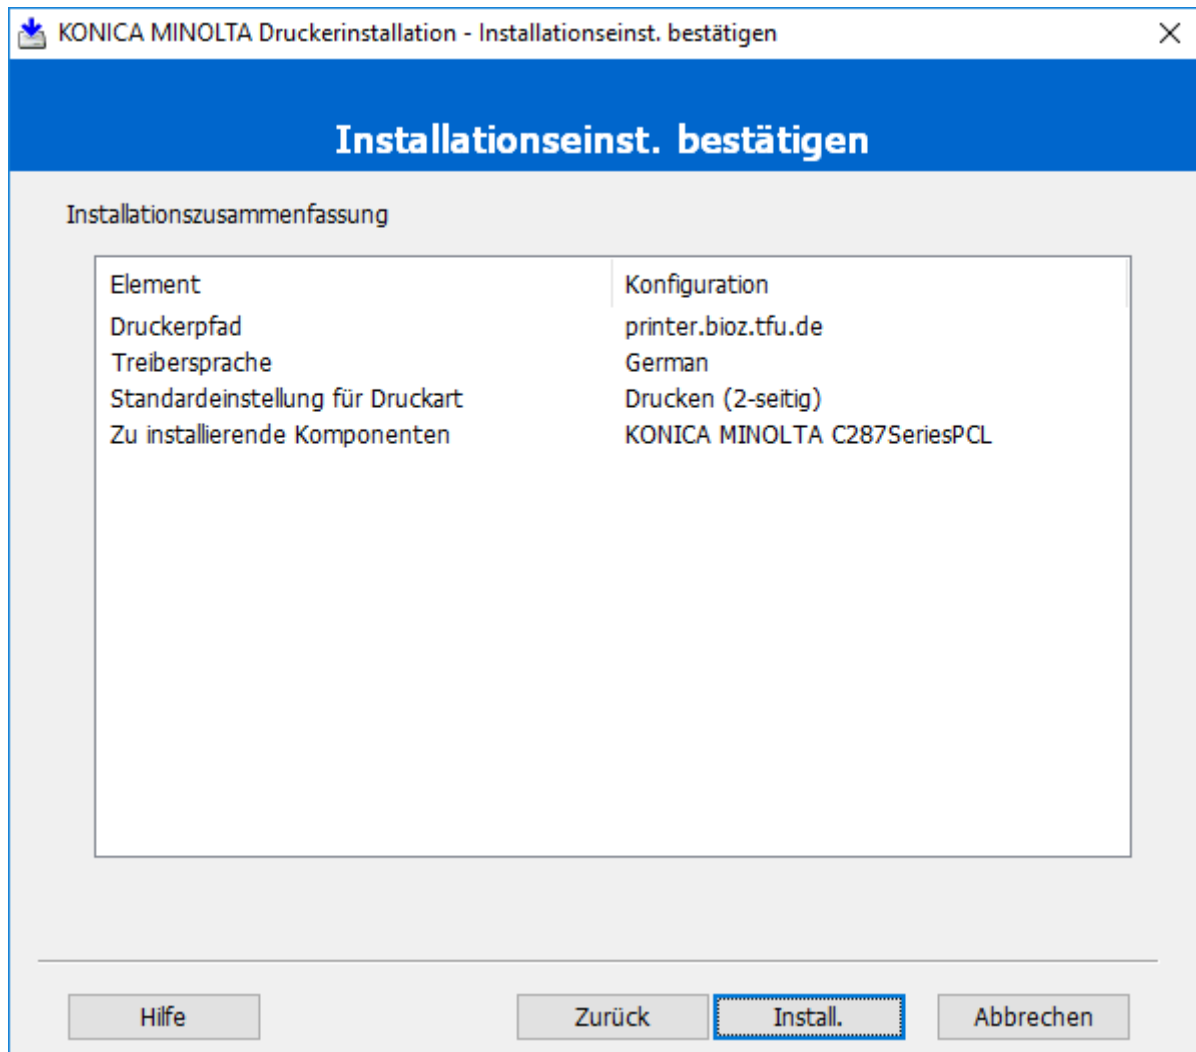 KONICA MINOLTA Druckerinstallation - Installationseinst. bestätigen
Installationseinst. bestätigen
Installationszusammenfassung
Element Konfiguration
Druckerpfad printer.bioz.tfu.de
Treibersprache German
Standardeinstellung für Druckart Drucken (2-seitig)
Zu installierende Komponenten KONICA MINOLTA C287SeriesPCL
Hilfe Zurück Install. Abbrechen